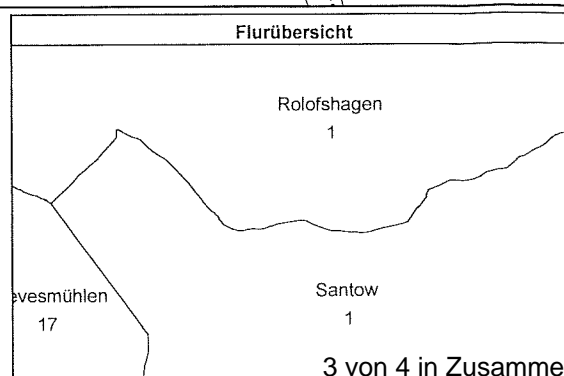 Flurübersicht
Rolofshagen
1
evesmühlen
17
Santow
1
3 von 4 in Zusamme